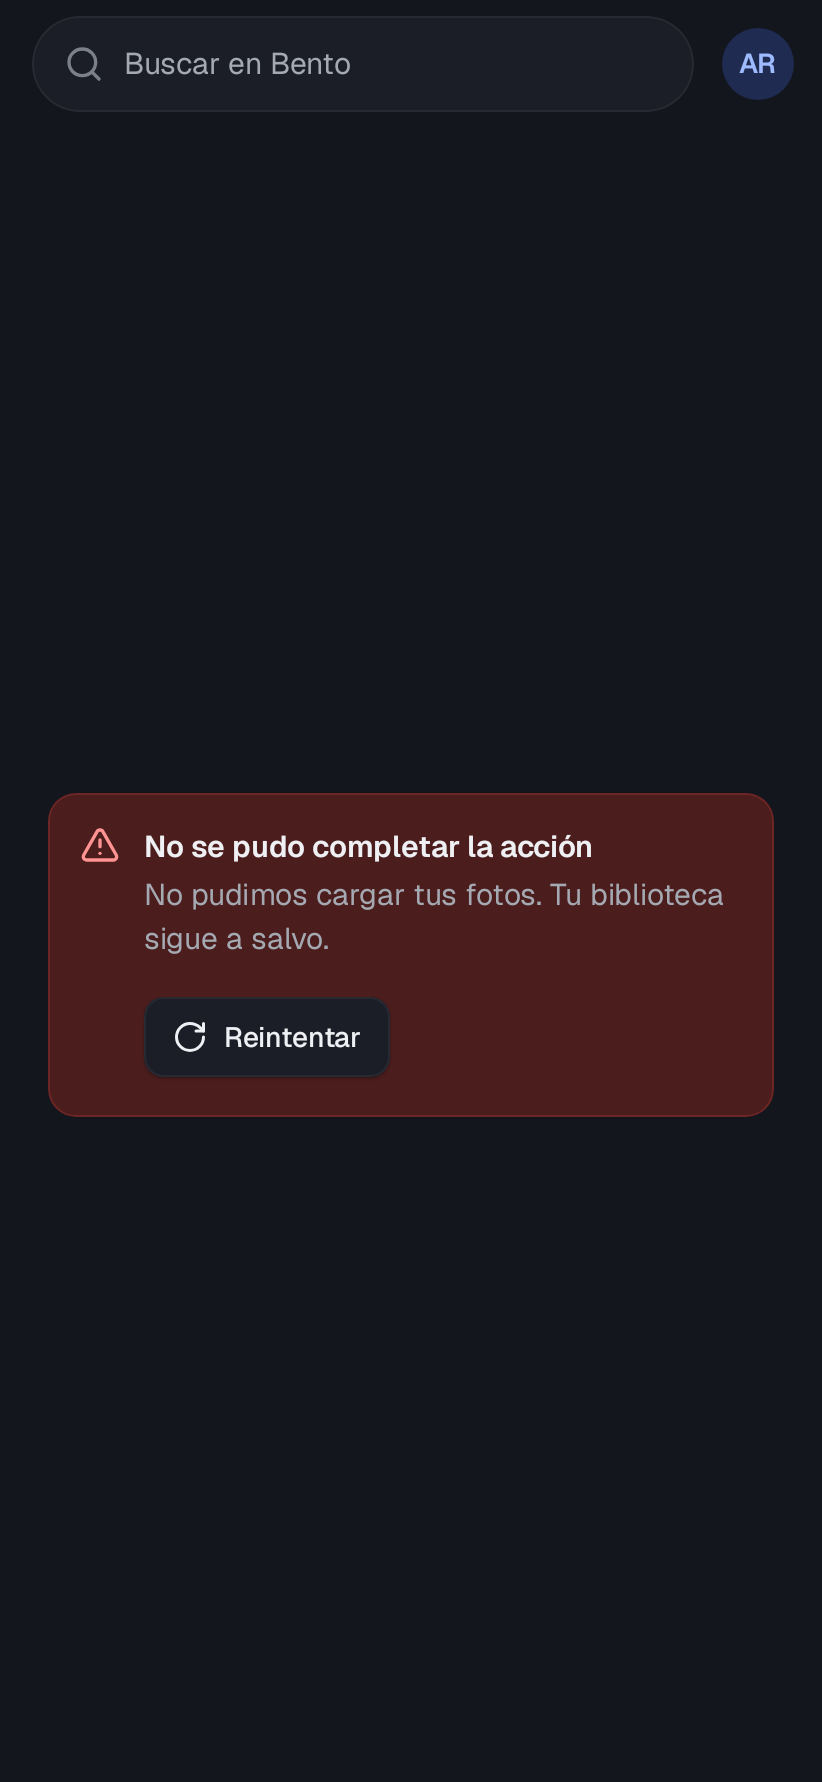 Buscar en Bento
AR
No se pudo completar la acción
No pudimos cargar tus fotos. Tu biblioteca
sigue a salvo.
Reintentar